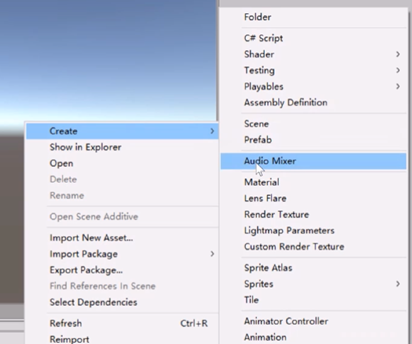 Create
Show in Explorer
Open
Delete
Rename
Open Scene Additive
Import New Asset...
Import Package
Export Package...
Find References In Scene
Select Dependencies
Refresh Ctrl+R
Reimport
Folder
C# Script
Shader
Testing
Playables
Assembly Definition
Scene
Prefab
Audio Mixer
Material
Lens Flare
Render Texture
Lightmap Parameters
Custom Render Texture
Sprite Atlas
Sprites
Tile
Animator Controller
Animation